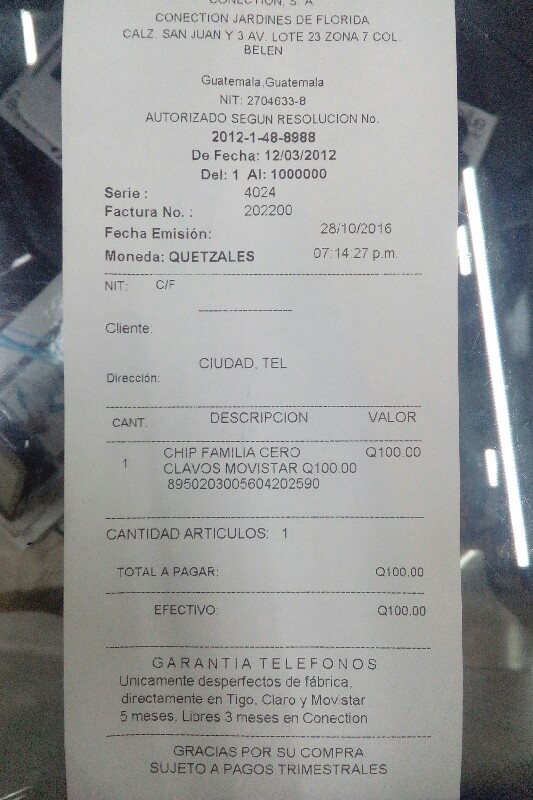 CONECTION, S. A.
CONECTION JARDINES DE FLORIDA
CALZ. SAN JUAN Y 3 AV. LOTE 23 ZONA 7 COL.
BELEN
Guatemala,Guatemala
NIT: 2704633-8
AUTORIZADO SEGUN RESOLUCION No.
2012-1-48-8988
De Fecha: 12/03/2012
Del: 1 Al: 1000000
Serie : 4024
Factura No. : 202200
Fecha Emisión: 28/10/2016
Moneda: QUETZALES 07:14:27 p.m.
NIT: C/F
Cliente:
CIUDAD, TEL
Dirección:
CANT. DESCRIPCION VALOR
1 CHIP FAMILIA CERO Q100.00
CLAVOS MOVISTAR Q100.00
8950203005604202590
CANTIDAD ARTICULOS: 1
TOTAL A PAGAR: Q100.00
EFECTIVO: Q100.00
GARANTIA TELEFONOS
Unicamente desperfectos de fábrica,
directamente en Tigo, Claro y Movistar
5 meses, Libres 3 meses en Conection
GRACIAS POR SU COMPRA
SUJETO A PAGOS TRIMESTRALES